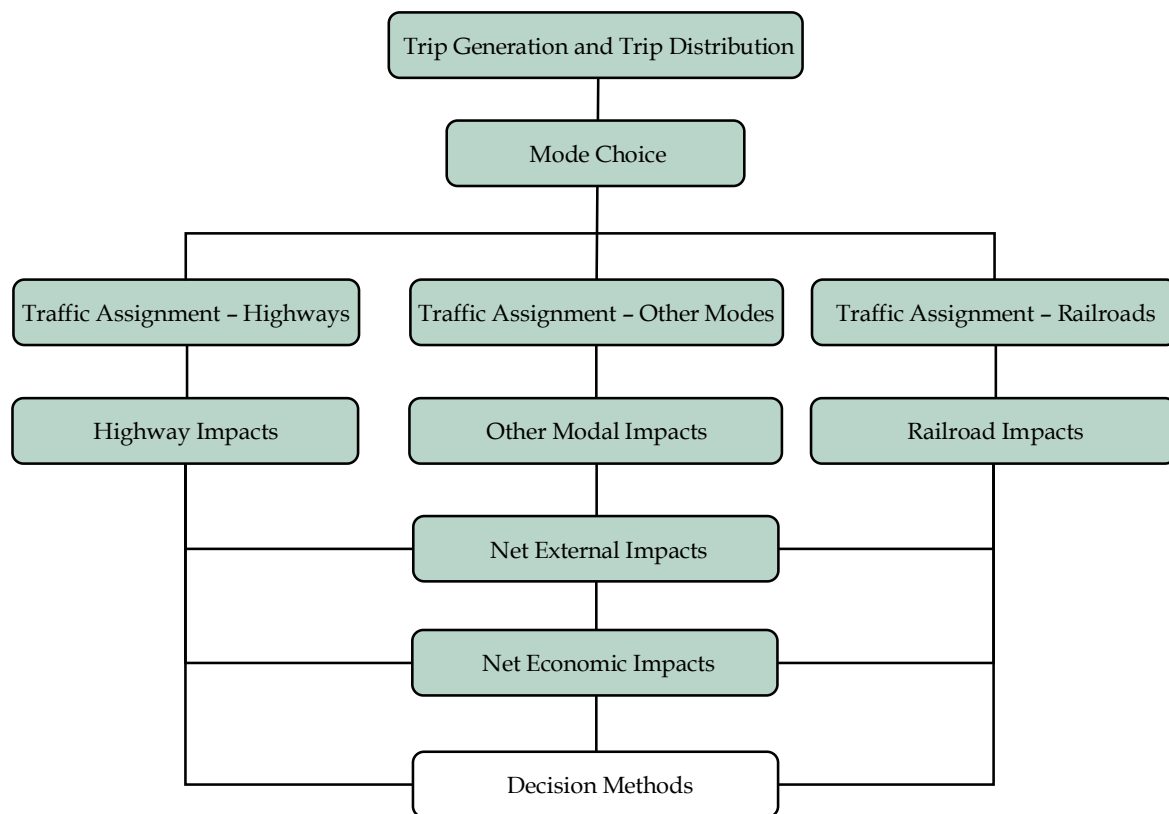 Trip Generation and Trip Distribution
Mode Choice
Traffic Assignment – Highways
Traffic Assignment – Other Modes
Traffic Assignment – Railroads
Highway Impacts
Other Modal Impacts
Railroad Impacts
Net External Impacts
Net Economic Impacts
Decision Methods